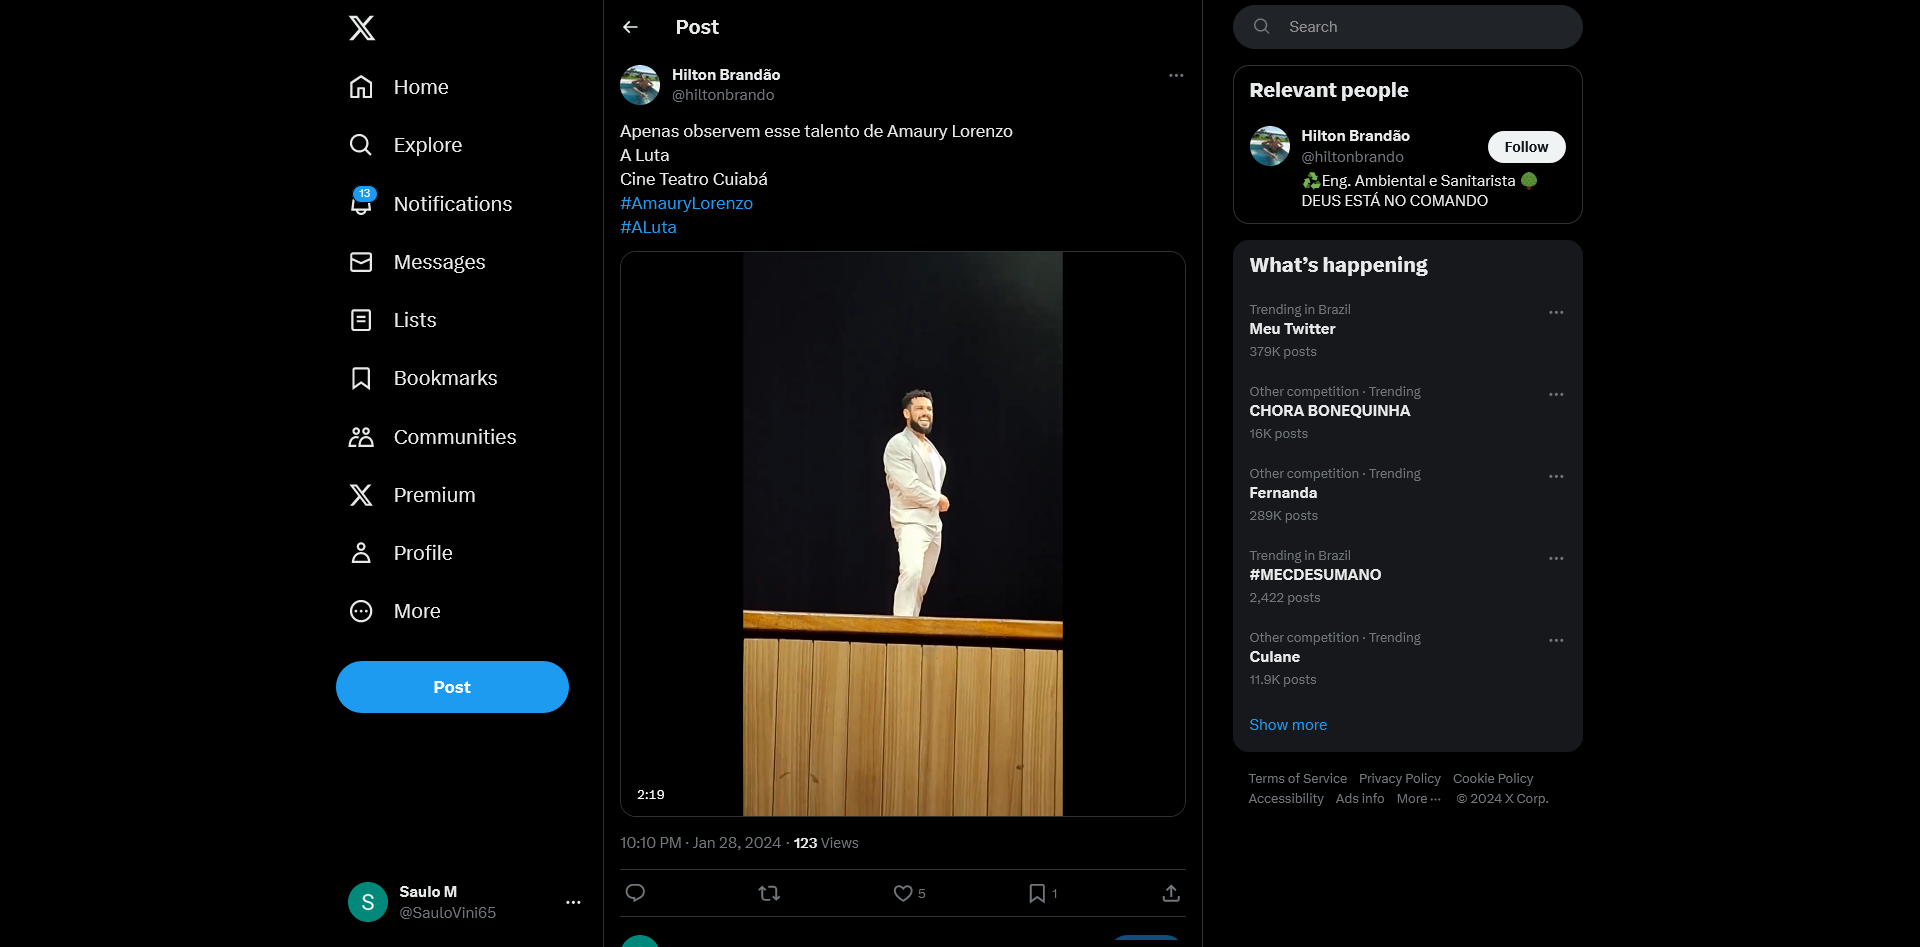 Home
Explore
13
Notifications
Messages
Lists
Bookmarks
Communities
Premium
Profile
More
Post
S
Saulo M
@SauloVini65
Post
Hilton Brandão
@hiltonbrando
Apenas observem esse talento de Amaury Lorenzo
A Luta
Cine Teatro Cuiabá
#AmauryLorenzo
#ALuta
2:19
10:10 PM · Jan 28, 2024 · 123 Views
5
1
Search
Relevant people
Hilton Brandão
@hiltonbrando
Follow
♻️Eng. Ambiental e Sanitarista 🌳
DEUS ESTÁ NO COMANDO
What’s happening
Trending in Brazil
Meu Twitter
379K posts
Other competition · Trending
CHORA BONEQUINHA
16K posts
Other competition · Trending
Fernanda
289K posts
Trending in Brazil
#MECDESUMANO
2,422 posts
Other competition · Trending
Culane
11.9K posts
Show more
Terms of Service Privacy Policy Cookie Policy
Accessibility Ads info More ··· © 2024 X Corp.